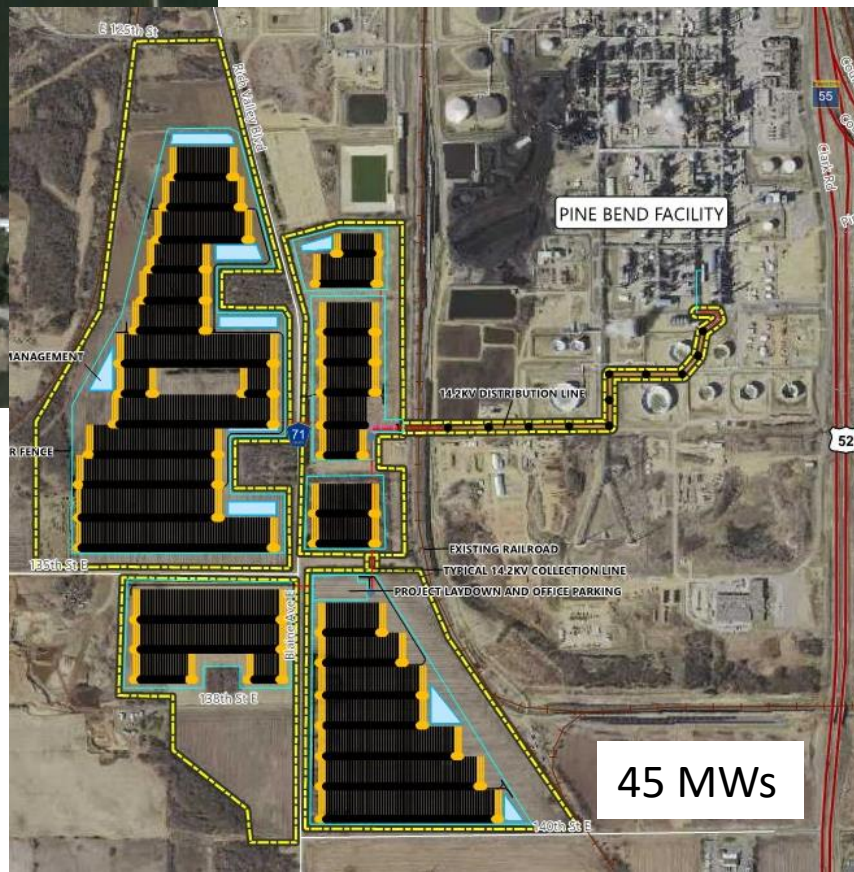 E 125th St
Rich Valley Blvd
55
Clark Rd
PINE BEND FACILITY
MANAGEMENT
14.2KV DISTRIBUTION LINE
71
52
R FENCE
EXISTING RAILROAD
135th St E
TYPICAL 14.2KV COLLECTION LINE
PROJECT LAYDOWN AND OFFICE PARKING
Blaine Ave E
138th St E
45 MWs
140th St E